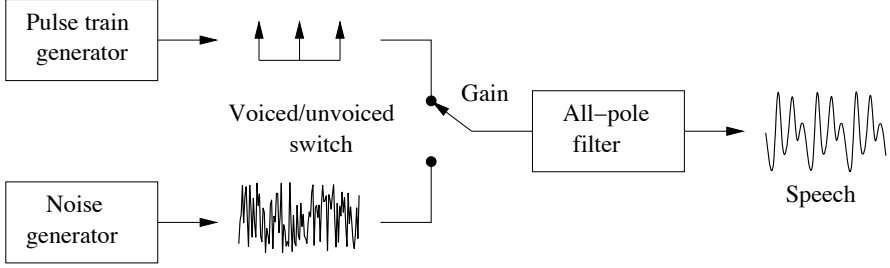 Pulse train
generator
Voiced/unvoiced
switch
Gain
All−pole
filter
Speech
Noise
generator